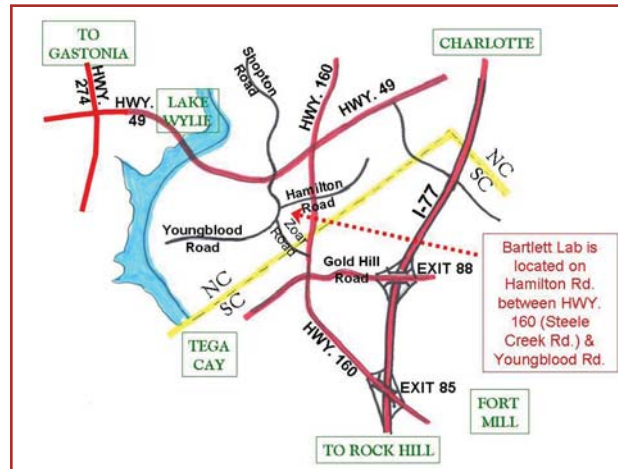 TO
GASTONIA
CHARLOTTE
HWY.
274
HWY.
49
LAKE
WYLIE
Shopton
Road
HWY. 160
HWY. 49
NC
SC
Hamilton
Road
I-77
Youngblood
Road
Zoar
Road
Gold Hill
Road
EXIT 88
Bartlett Lab is
located on
Hamilton Rd.
between HWY.
160 (Steele
Creek Rd.) &
Youngblood Rd.
NC
SC
TEGA
CAY
HWY. 160
EXIT 85
FORT
MILL
TO ROCK HILL